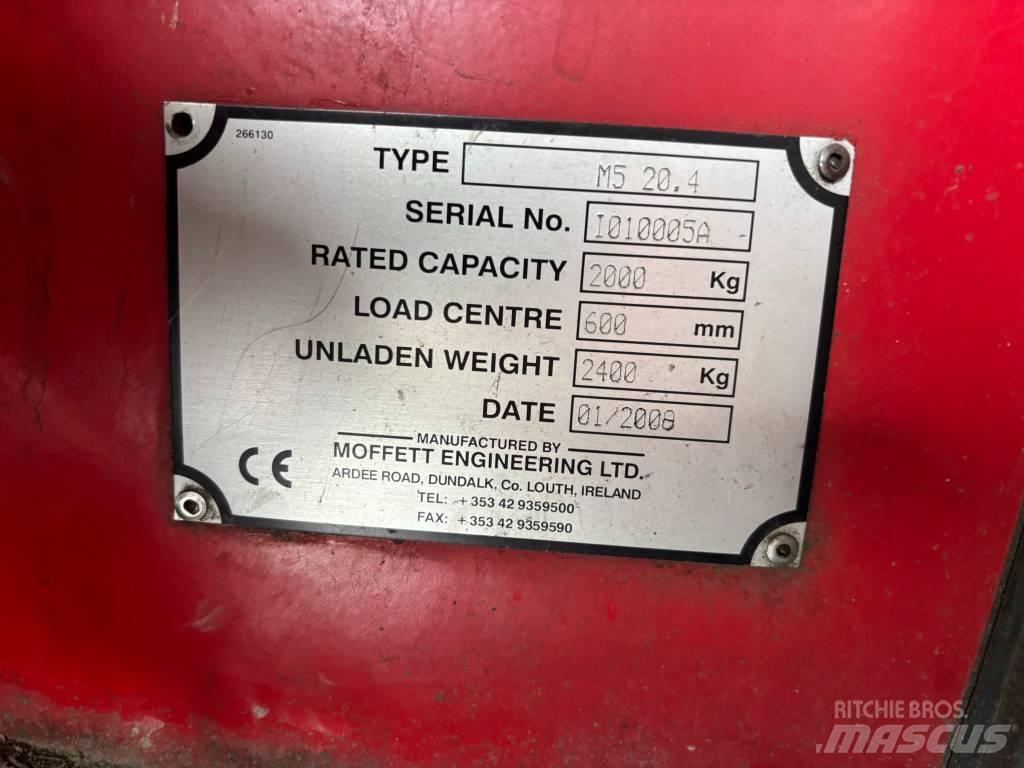 266130
TYPE M5 20.4
SERIAL No. I010005A
RATED CAPACITY 2000 Kg
LOAD CENTRE 600 mm
UNLADEN WEIGHT 2400 Kg
DATE 01/2008
MANUFACTURED BY
MOFFETT ENGINEERING LTD.
ARDEE ROAD, DUNDALK, Co. LOUTH, IRELAND
TEL: +353 42 9359500
FAX: +353 42 9359590
CE
RITCHIE BROS.
MASCUS